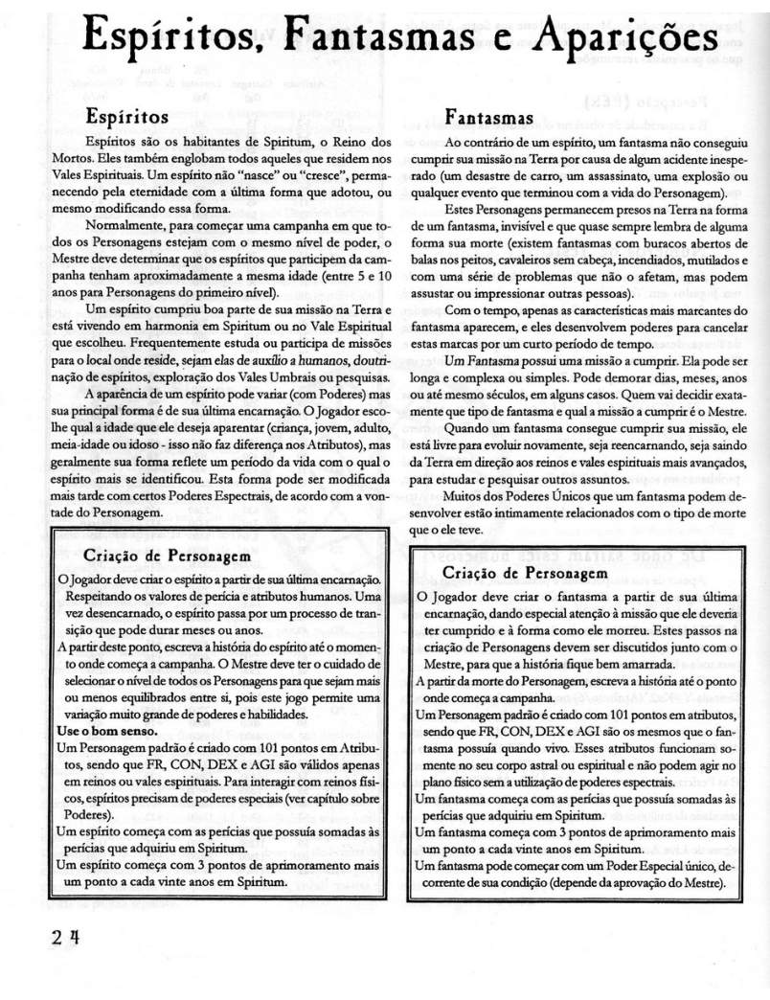 Espíritos, Fantasmas e Aparições
Espíritos
Espíritos são os habitantes de Spiritum, o Reino dos
Mortos. Eles também englobam todos aqueles que residem nos
Vales Espirituais. Um espírito não “nasce” ou “cresce”, perma-
necendo pela eternidade com a última forma que adotou, ou
mesmo modificando essa forma.
Normalmente, para começar uma campanha em que to-
dos os Personagens estejam com o mesmo nível de poder, o
Mestre deve determinar que os espíritos que participem da cam-
panha tenham aproximadamente a mesma idade (entre 5 e 10
anos para Personagens do primeiro nível).
Um espírito cumpriu boa parte de sua missão na Terra e
está vivendo em harmonia em Spiritum ou no Vale Espiritual
que escolheu. Frequentemente estuda ou participa de missões
para o local onde reside, sejam elas de auxílio a humanos, doutri-
nação de espíritos, exploração dos Vales Umbrais ou pesquisas.
A aparência de um espírito pode variar (com Poderes) mas
sua principal forma é de sua última encarnação. O Jogador esco-
lhe qual a idade que ele deseja aparentar (criança, jovem, adulto,
meia-idade ou idoso - isso não faz diferença nos Atributos), mas
geralmente sua forma reflete um período da vida com o qual o
espírito mais se identificou. Esta forma pode ser modificada
mais tarde com certos Poderes Espectrais, de acordo com a von-
tade do Personagem.
Criação de Personagem
O Jogador deve criar o espírito a partir de sua última encarnação.
Respeitando os valores de perícia e atributos humanos. Uma
vez desencarnado, o espírito passa por um processo de tran-
sição que pode durar meses ou anos.
A partir deste ponto, escreva a história do espírito até o momen-
to onde começa a campanha. O Mestre deve ter o cuidado de
selecionar o nível de todos os Personagens para que sejam mais
ou menos equilibrados entre si, pois este jogo permite uma
variação muito grande de poderes e habilidades.
Use o bom senso.
Um Personagem padrão é criado com 101 pontos em Atribu-
tos, sendo que FR, CON, DEX e AGI são válidos apenas
em reinos ou vales espirituais. Para interagir com reinos físi-
cos, espíritos precisam de poderes especiais (ver capítulo sobre
Poderes).
Um espírito começa com as perícias que possuía somadas às
perícias que adquiriu em Spiritum.
Um espírito começa com 3 pontos de aprimoramento mais
um ponto a cada vinte anos em Spiritum.
Fantasmas
Ao contrário de um espírito, um fantasma não conseguiu
cumprir sua missão na Terra por causa de algum acidente inespe-
rado (um desastre de carro, um assassinato, uma explosão ou
qualquer evento que terminou com a vida do Personagem).
Estes Personagens permanecem presos na Terra na forma
de um fantasma, invisível e que quase sempre lembra de alguma
forma sua morte (existem fantasmas com buracos abertos de
balas nos peitos, cavaleiros sem cabeça, incendiados, mutilados e
com uma série de problemas que não o afetam, mas podem
assustar ou impressionar outras pessoas).
Com o tempo, apenas as características mais marcantes do
fantasma aparecem, e eles desenvolvem poderes para cancelar
estas marcas por um curto período de tempo.
Um Fantasma possui uma missão a cumprir. Ela pode ser
longa e complexa ou simples. Pode demorar dias, meses, anos
ou até mesmo séculos, em alguns casos. Quem vai decidir exata-
mente que tipo de fantasma e qual a missão a cumprir é o Mestre.
Quando um fantasma consegue cumprir sua missão, ele
está livre para evoluir novamente, seja reencarnando, seja saindo
da Terra em direção aos reinos e vales espirituais mais avançados,
para estudar e pesquisar outros assuntos.
Muitos dos Poderes Únicos que um fantasma podem de-
senvolver estão intimamente relacionados com o tipo de morte
que o ele teve.
Criação de Personagem
O Jogador deve criar o fantasma a partir de sua última
encarnação, dando especial atenção à missão que ele deveria
ter cumprido e à forma como ele morreu. Estes passos na
criação de Personagens devem ser discutidos junto com o
Mestre, para que a história fique bem amarrada.
A partir da morte do Personagem, escreva a história até o ponto
onde começa a campanha.
Um Personagem padrão é criado com 101 pontos em atributos,
sendo que FR, CON, DEX e AGI são os mesmos que o fan-
tasma possuía quando vivo. Esses atributos funcionam so-
mente no seu corpo astral ou espiritual e não podem agir no
plano físico sem a utilização de poderes espectrais.
Um fantasma começa com as perícias que possuía somadas às
perícias que adquiriu em Spiritum.
Um fantasma começa com 3 pontos de aprimoramento mais
um ponto a cada vinte anos em Spiritum.
Um fantasma pode começar com um Poder Especial único, de-
corrente de sua condição (depende da aprovação do Mestre).
24